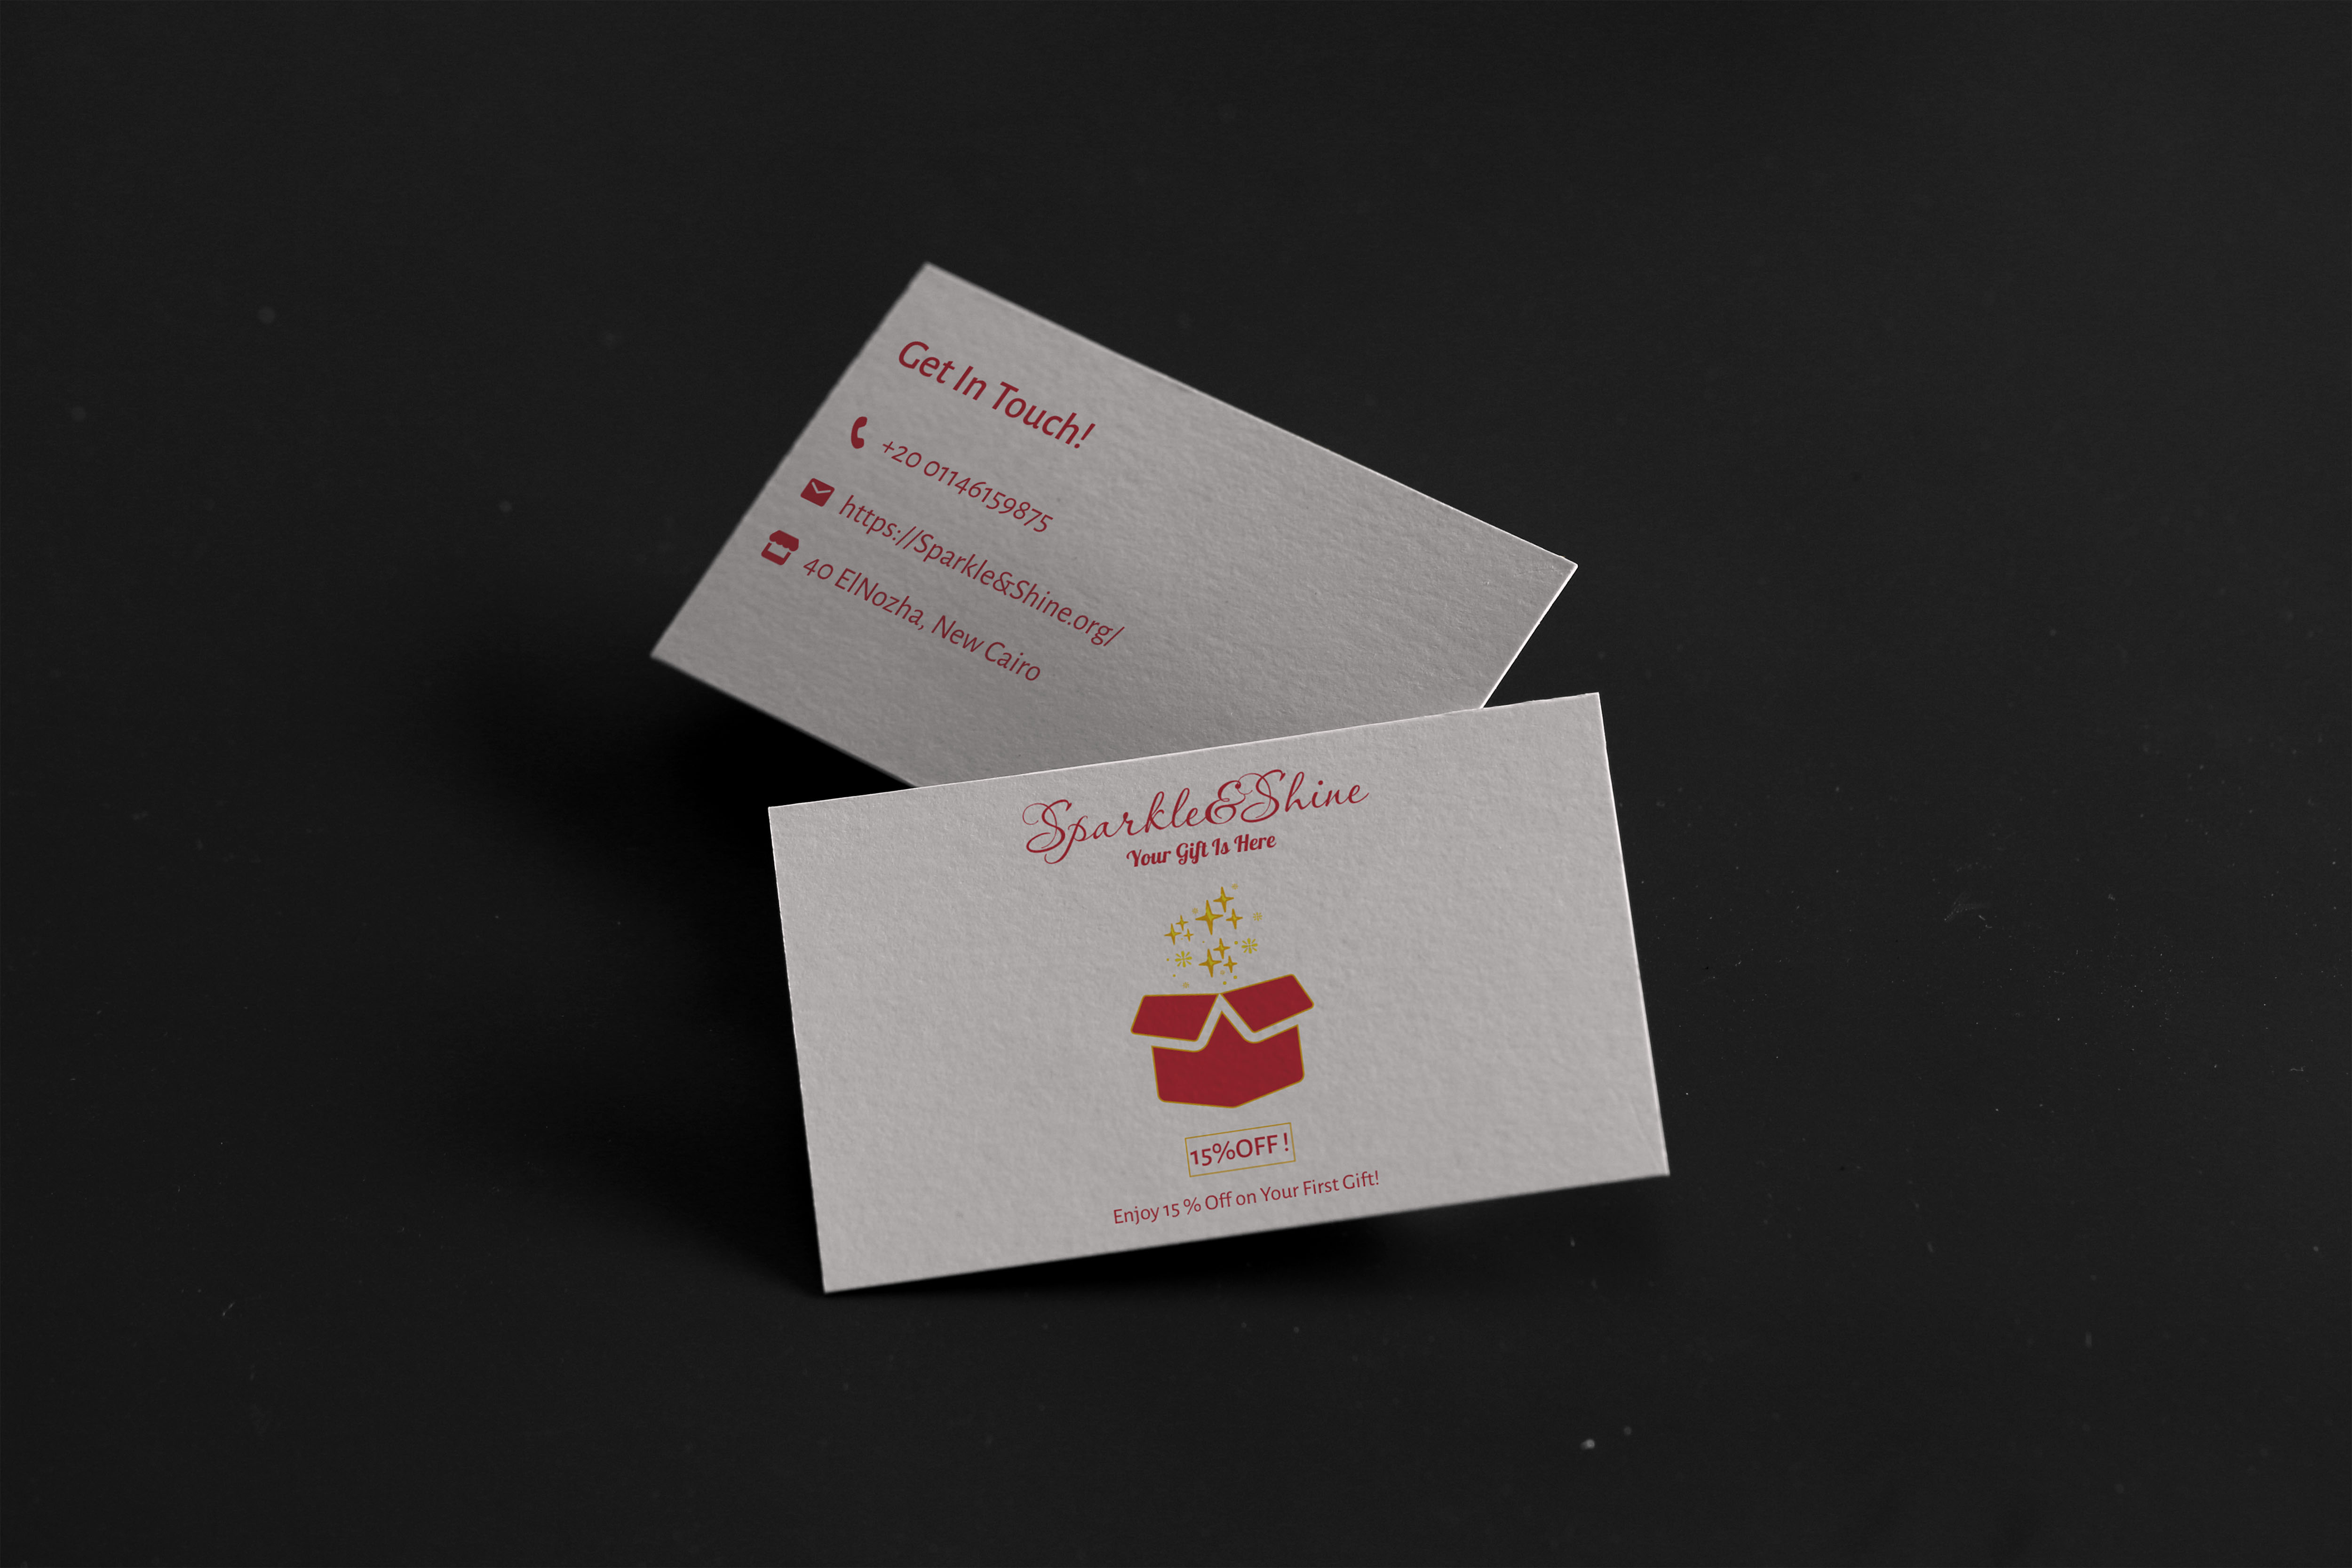 Get In Touch!
+20 01146159875
https://Sparkle&Shine.org/
40 ElNozha, New Cairo
Sparkle&Shine
Your Gift Is Here
15%OFF!
Enjoy 15 % Off on Your First Gift!